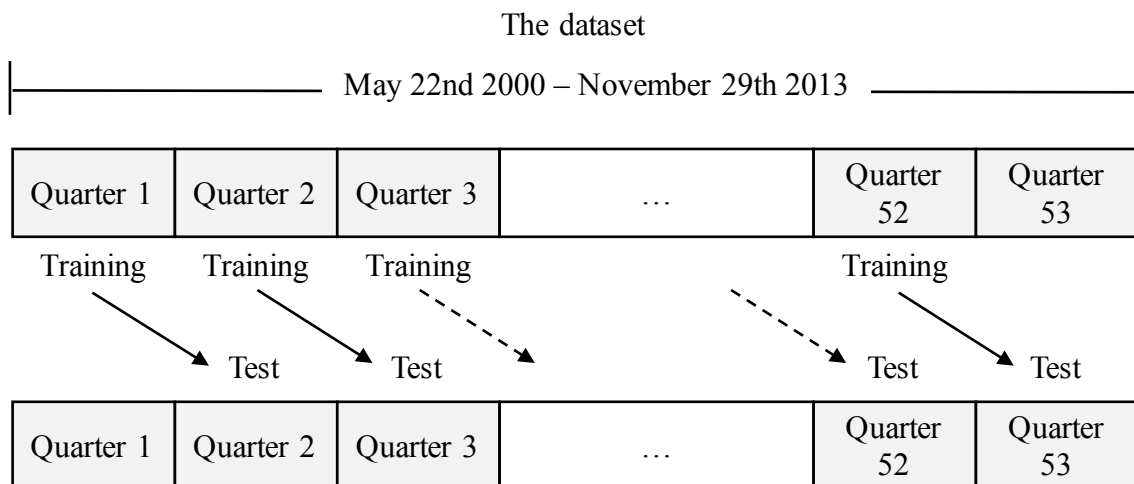 The dataset
May 22nd 2000 – November 29th 2013
Quarter 1 Quarter 2 Quarter 3 … Quarter 52 Quarter 53
Training Training Training Training
Test Test Test Test
Quarter 1 Quarter 2 Quarter 3 … Quarter 52 Quarter 53